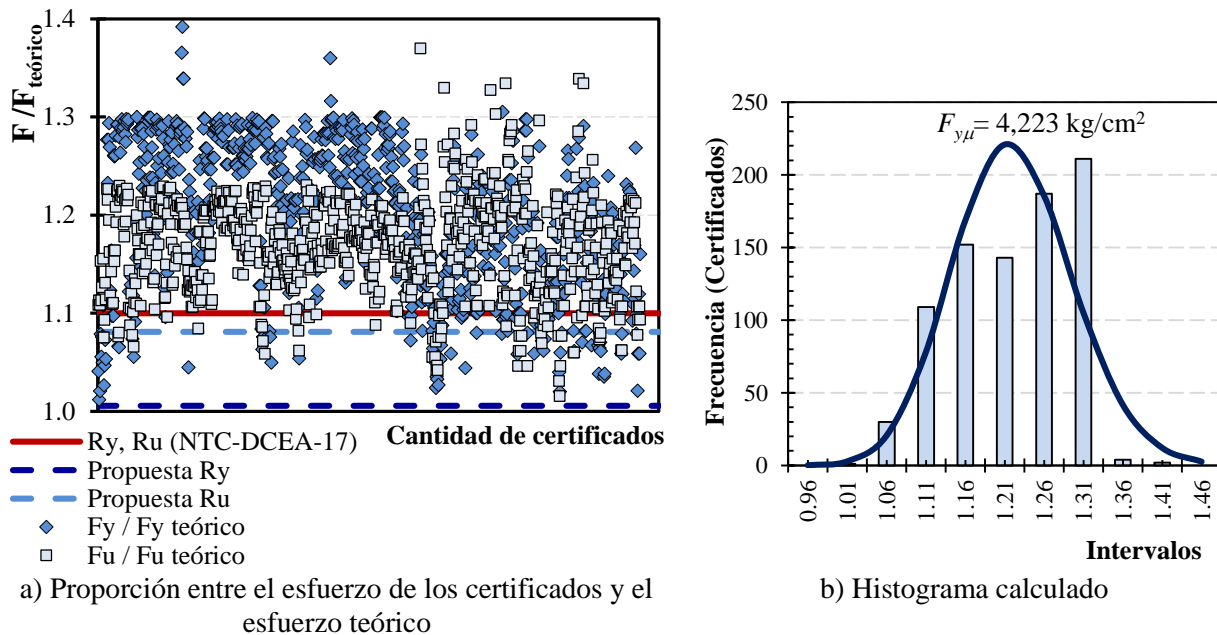 1.4
1.3
1.2
1.1
1.0
F /Fteórico
Cantidad de certificados
Ry, Ru (NTC-DCEA-17)
Propuesta Ry
Propuesta Ru
Fy / Fy teórico
Fu / Fu teórico
a) Proporción entre el esfuerzo de los certificados y el
esfuerzo teórico
250
200
150
100
50
0
Frecuencia (Certificados)
Fyμ= 4,223 kg/cm²
0.96
1.01
1.06
1.11
1.16
1.21
1.26
1.31
1.36
1.41
1.46
Intervalos
b) Histograma calculado